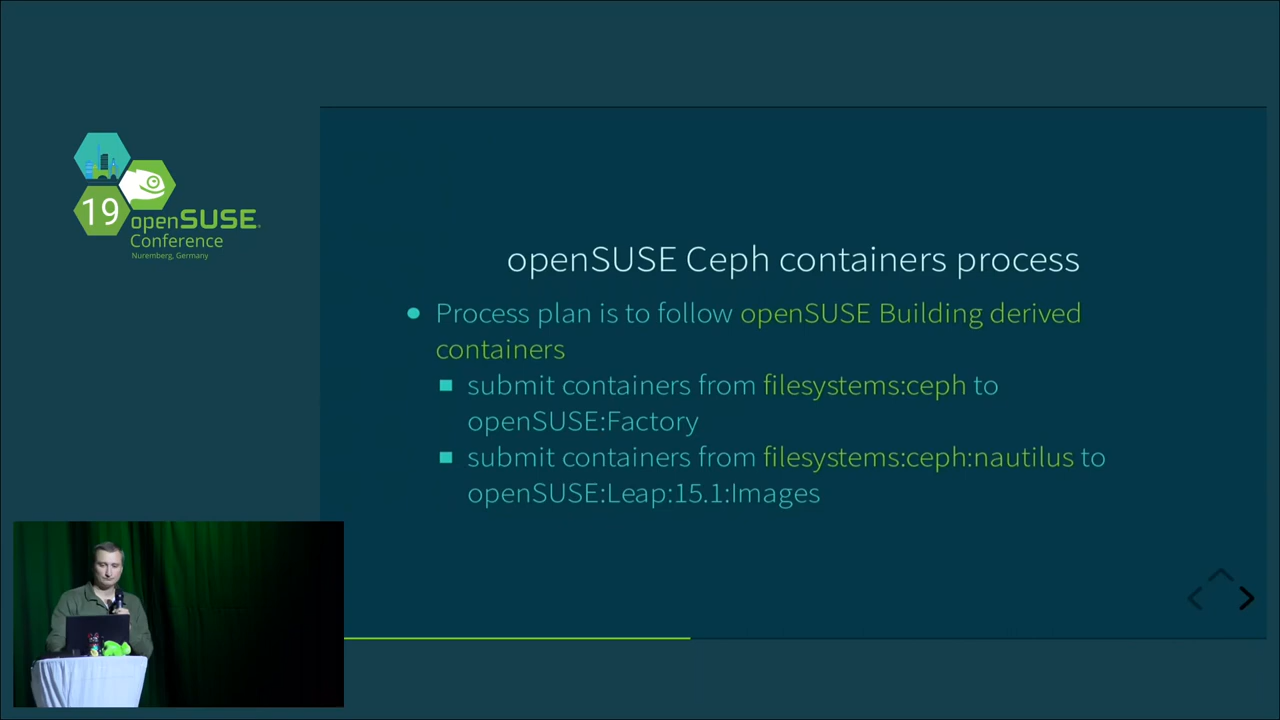 19
openSUSE
Conference
Nuremberg, Germany
openSUSE Ceph containers process
Process plan is to follow openSUSE Building derived
containers
submit containers from filesystems:ceph to
openSUSE:Factory
submit containers from filesystems:ceph:nautilus to
openSUSE:Leap:15.1:Images